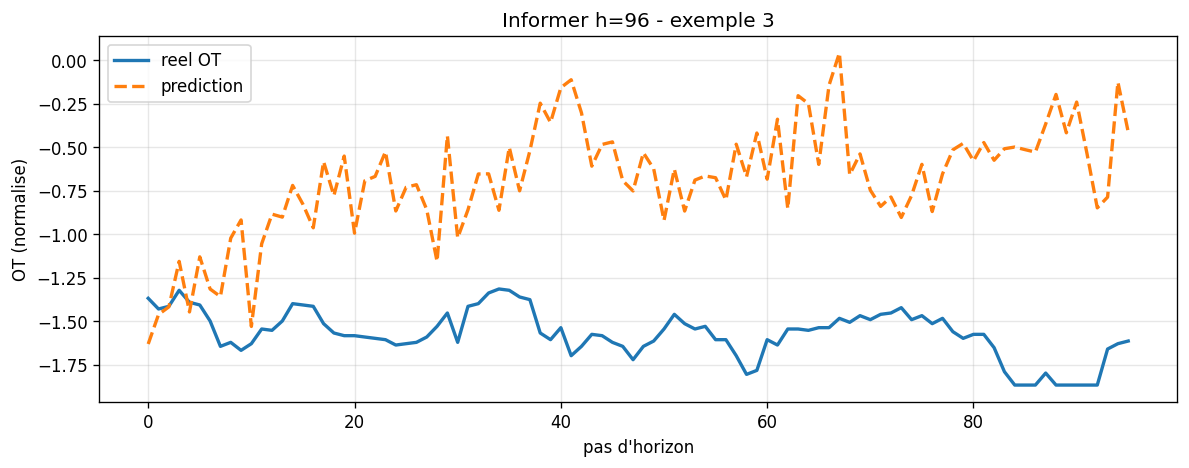 Informer h=96 - exemple 3
reel OT
prediction
OT (normalise)
0.00
−0.25
−0.50
−0.75
−1.00
−1.25
−1.50
−1.75
0 20 40 60 80
pas d'horizon